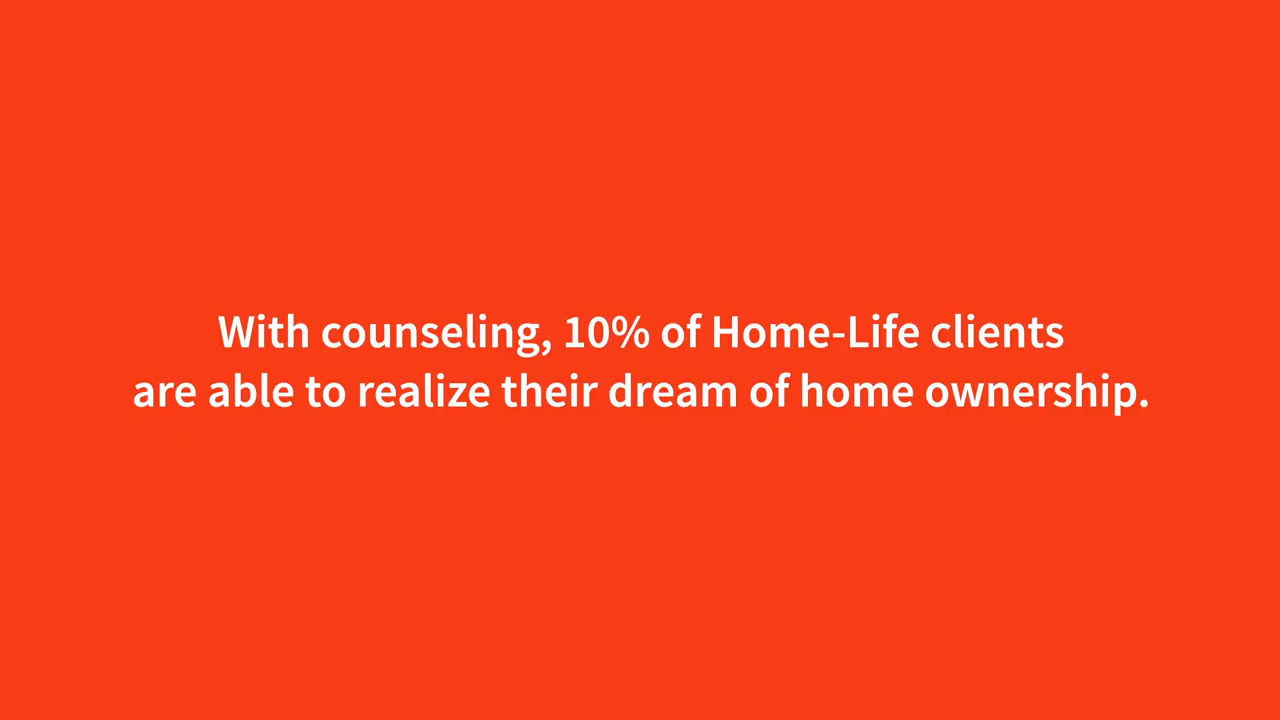 With counseling, 10% of Home-Life clients
are able to realize their dream of home ownership.